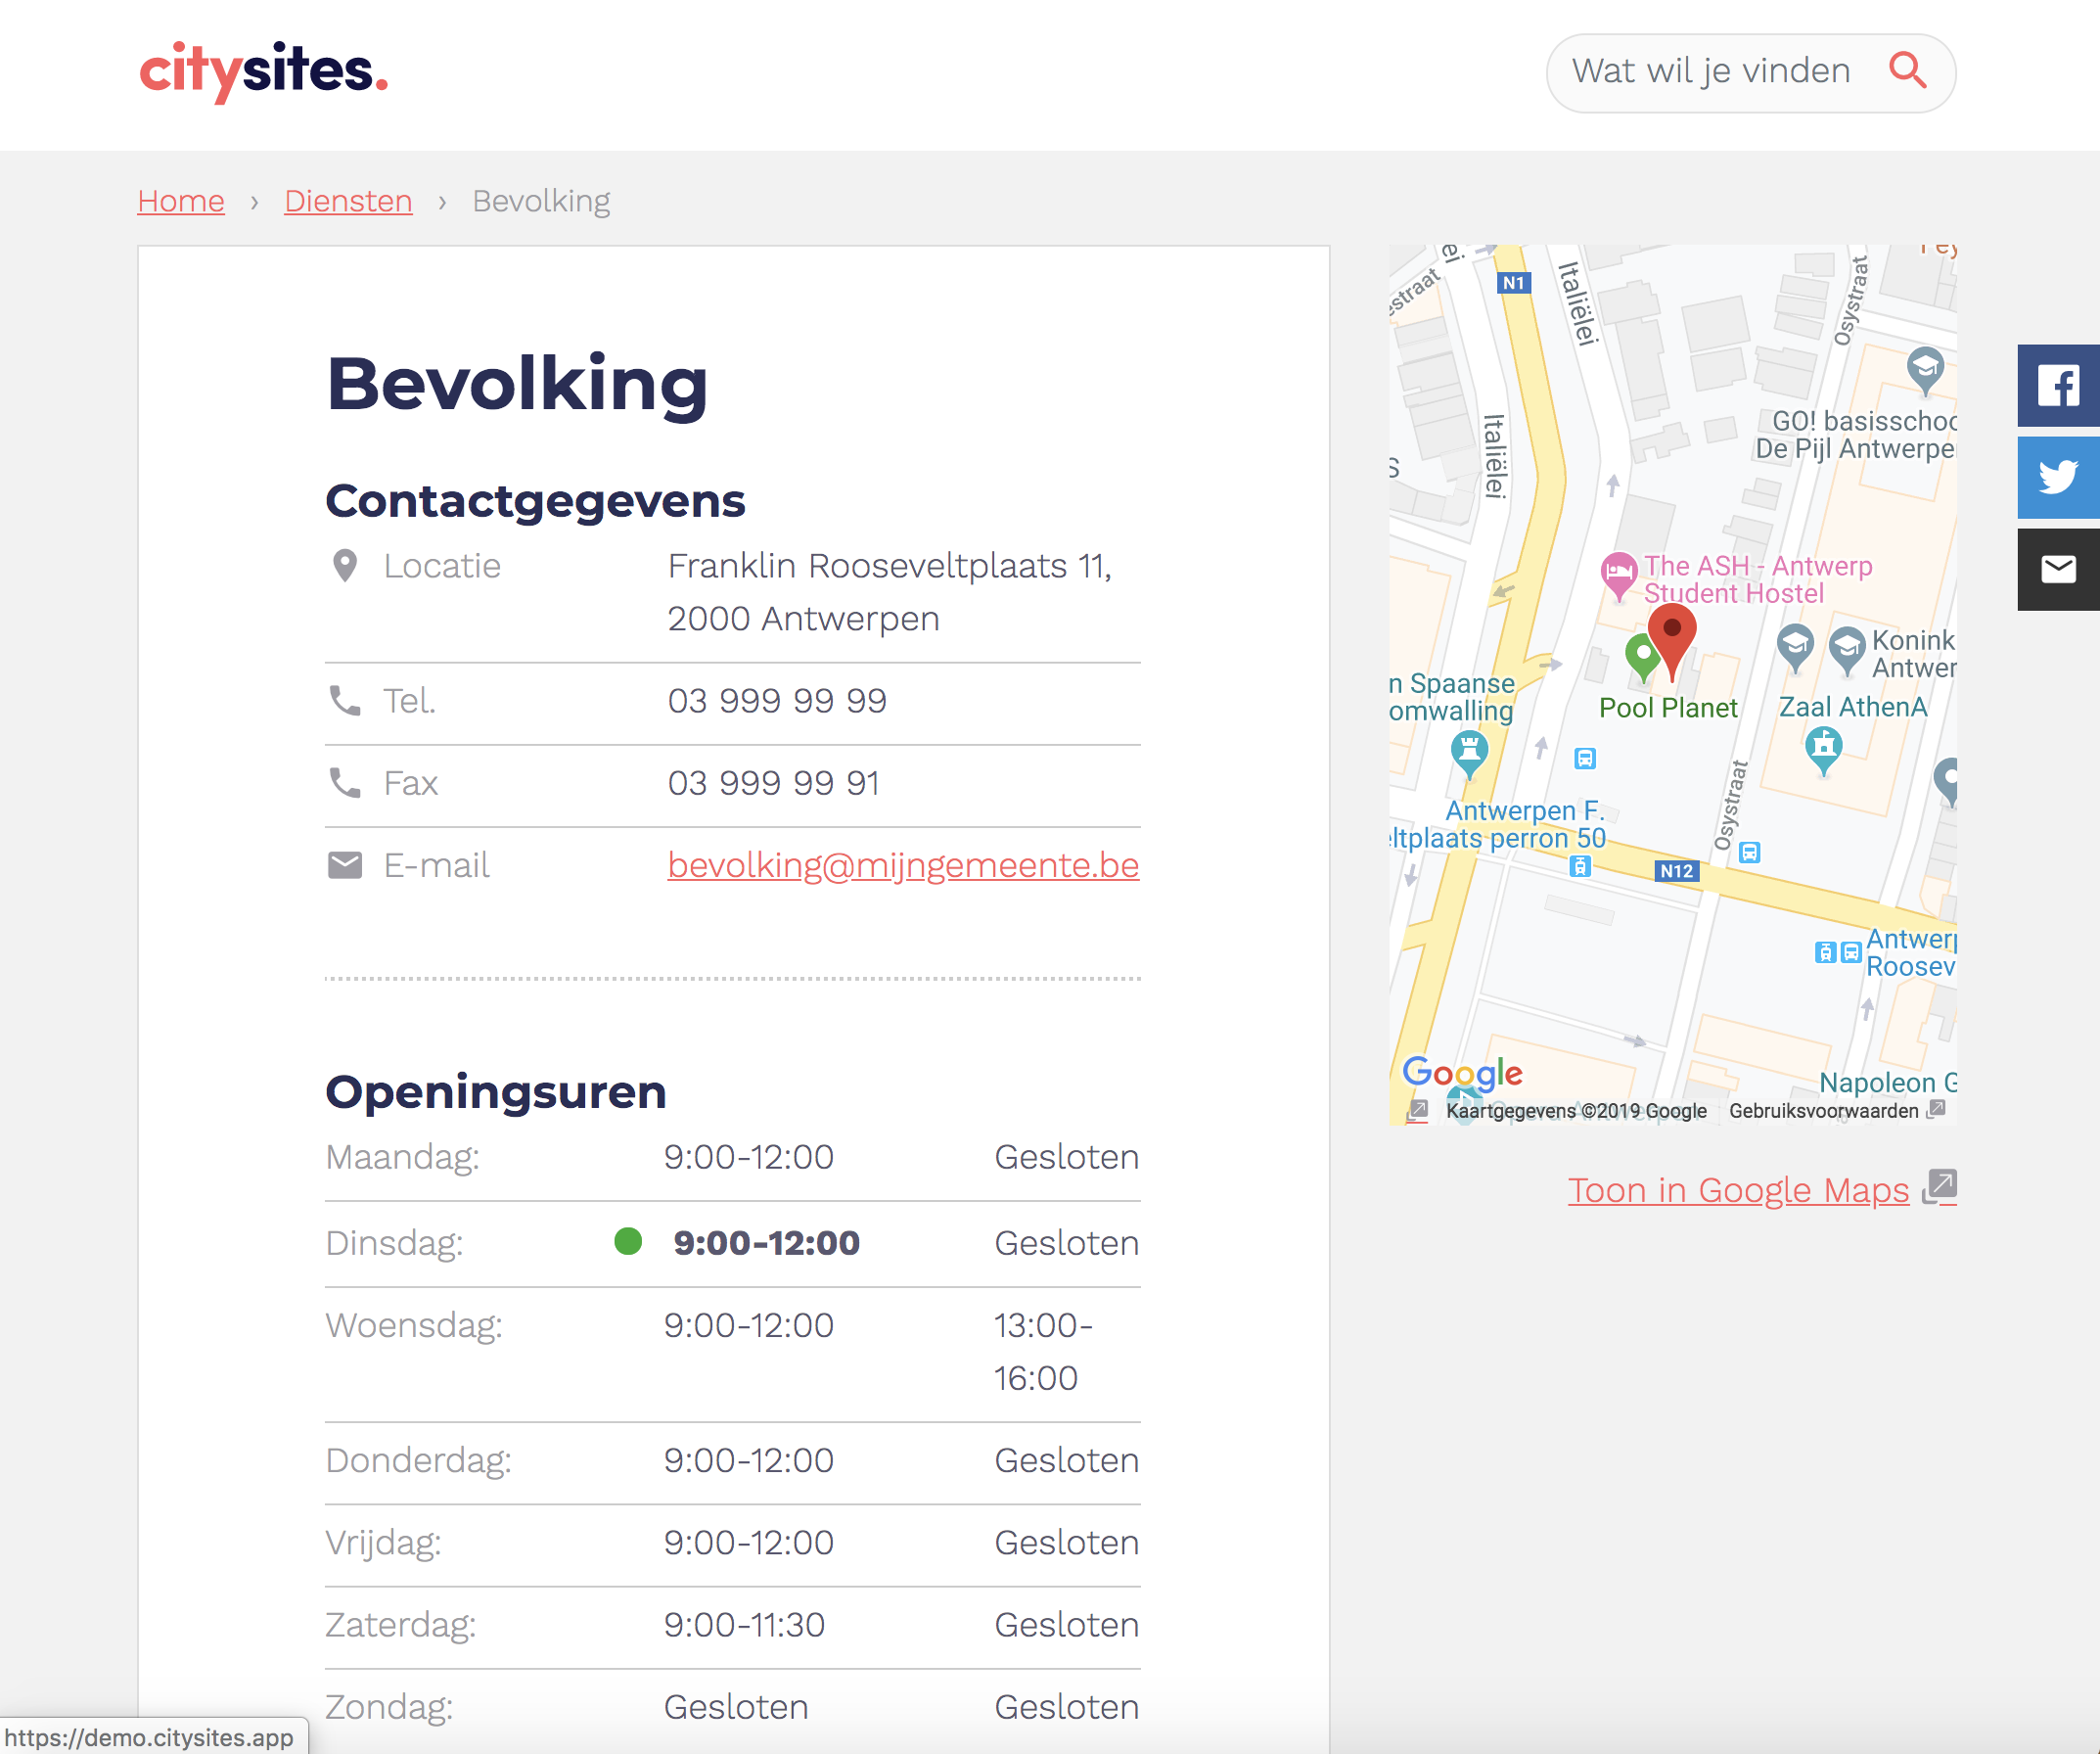 citysites.
Wat wil je vinden
Home › Diensten › Bevolking
Bevolking
Contactgegevens
Locatie
Franklin Rooseveltplaats 11,
2000 Antwerpen
Tel.
03 999 99 99
Fax
03 999 99 91
E-mail
bevolking@mijngemeente.be
Openingsuren
Maandag: 9:00-12:00 Gesloten
Dinsdag: 9:00-12:00 Gesloten
Woensdag: 9:00-12:00 13:00-
16:00
Donderdag: 9:00-12:00 Gesloten
Vrijdag: 9:00-12:00 Gesloten
Zaterdag: 9:00-11:30 Gesloten
Zondag: Gesloten Gesloten
https://demo.citysites.app
N1
Italiëlei
Osystraat
estraat
Italiëlei
GO! basisschoo
De Pijl Antwerpe
The ASH - Antwerp
Student Hostel
Konink
Antwer
n Spaanse
omwalling
Pool Planet
Zaal AthenA
Osystraat
Antwerpen F.
eltplaats perron 50
N12
Antwerp
Roosev
Google
Napoleon G
Kaartgegevens ©2019 Google
Gebruiksvoorwaarden
Toon in Google Maps